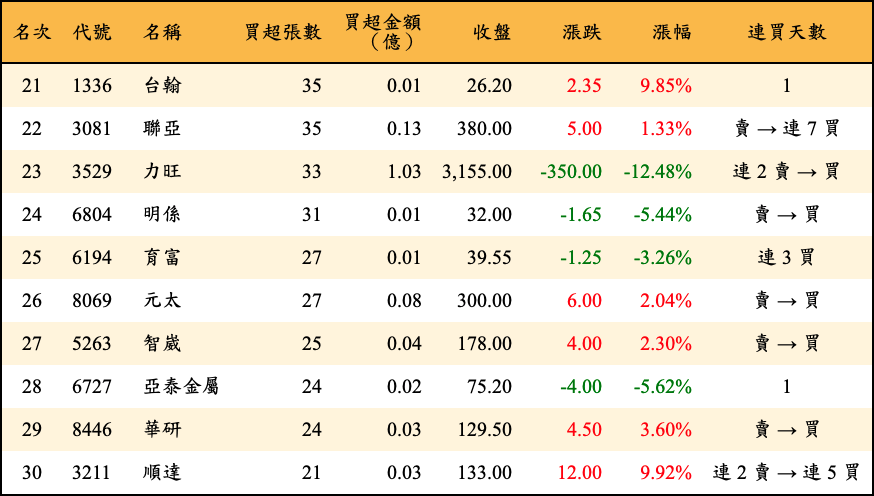 名次 代號 名稱 買超張數 買超金額（億） 收盤 漲跌 漲幅 連買天數
21 1336 台翰 35 0.01 26.20 2.35 9.85% 1
22 3081 聯亞 35 0.13 380.00 5.00 1.33% 賣 → 連 7 買
23 3529 力旺 33 1.03 3,155.00 -350.00 -12.48% 連 2 賣 → 買
24 6804 明係 31 0.01 32.00 -1.65 -5.44% 賣 → 買
25 6194 育富 27 0.01 39.55 -1.25 -3.26% 連 3 買
26 8069 元太 27 0.08 300.00 6.00 2.04% 賣 → 買
27 5263 智崴 25 0.04 178.00 4.00 2.30% 賣 → 買
28 6727 亞泰金屬 24 0.02 75.20 -4.00 -5.62% 1
29 8446 華研 24 0.03 129.50 4.50 3.60% 賣 → 買
30 3211 順達 21 0.03 133.00 12.00 9.92% 連 2 賣 → 連 5 買